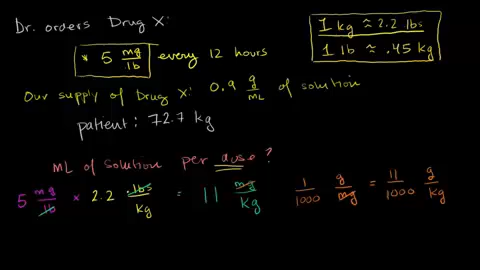 Dr. orders Drug X:
1 kg ≈ 2.2 lbs
1 lb ≈ .45 kg
* 5 mg/lb every 12 hours
Our supply of Drug X: 0.9 g/mL of solution
patient: 72.7 kg
ML of solution per dose?
5 mg/lb × 2.2 lbs/kg = 11 mg/kg 1/1000 g/mg = 11/1000 g/kg